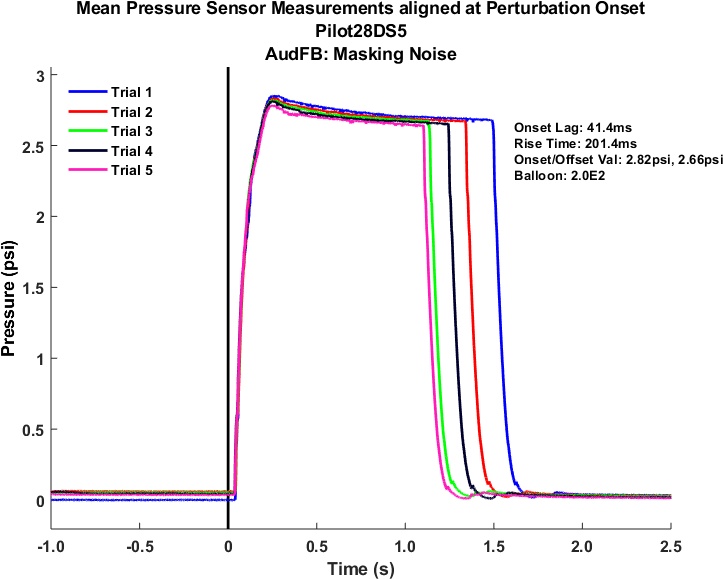 Mean Pressure Sensor Measurements aligned at Perturbation Onset
Pilot28DS5
AudFB: Masking Noise
Trial 1
Trial 2
Trial 3
Trial 4
Trial 5
Onset Lag: 41.4ms
Rise Time: 201.4ms
Onset/Offset Val: 2.82psi, 2.66psi
Balloon: 2.0E2
Pressure (psi)
3
2.5
2
1.5
1
0.5
0
-1.0 -0.5 0 0.5 1.0 1.5 2.0 2.5
Time (s)